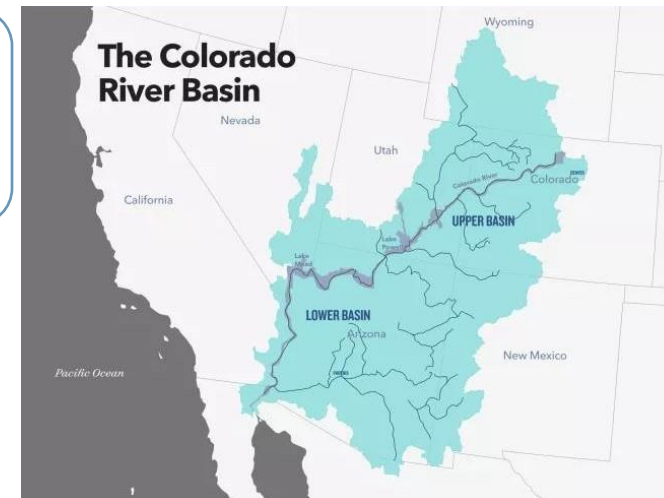 The Colorado
River Basin
Wyoming
Nevada
Utah
Colorado River
Colorado
California
UPPER BASIN
Lake
Powell
Lake
Mead
LOWER BASIN
Arizona
New Mexico
Pacific Ocean